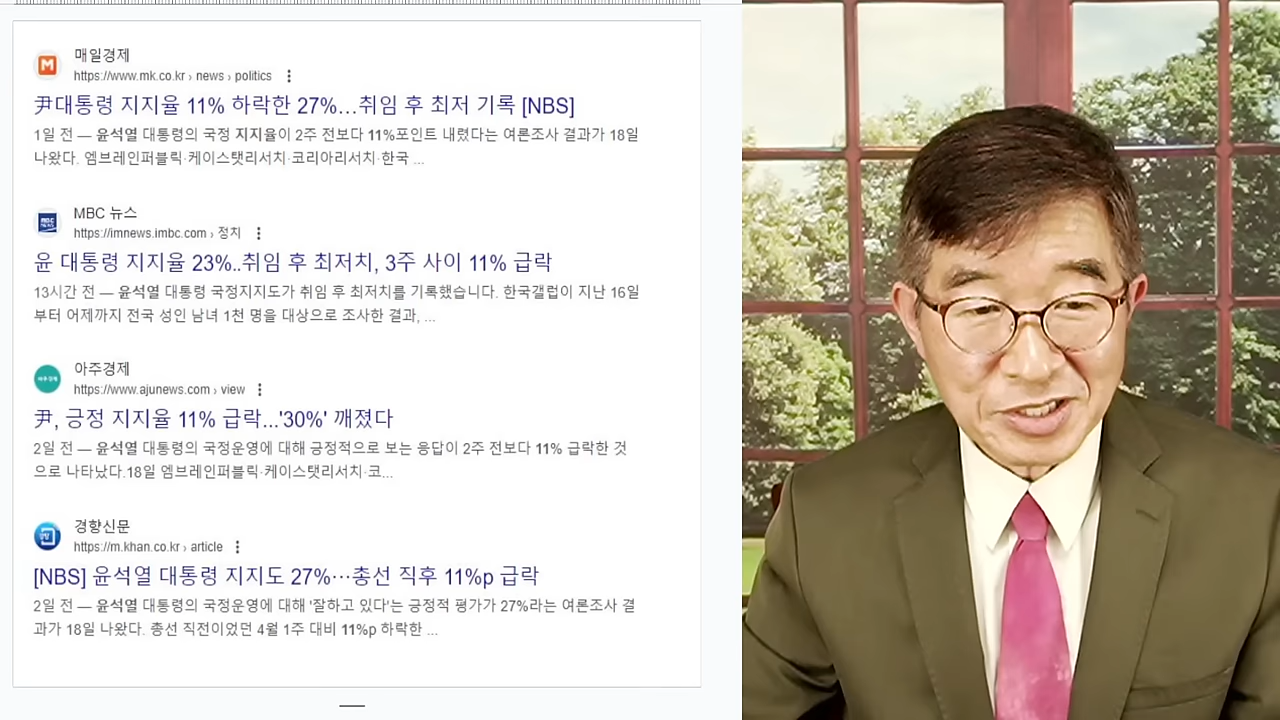 매일경제
https://www.mk.co.kr › news › politics
尹대통령 지지율 11% 하락한 27%…취임 후 최저 기록 [NBS]
1일 전 — 윤석열 대통령의 국정 지지율이 2주 전보다 11%포인트 내렸다는 여론조사 결과가 18일
나왔다. 엠브레인퍼블릭·케이스탯리서치·코리아리서치·한국 ...
MBC 뉴스
https://imnews.imbc.com › 정치
윤 대통령 지지율 23%..취임 후 최저치, 3주 사이 11% 급락
13시간 전 — 윤석열 대통령 국정지지도가 취임 후 최저치를 기록했습니다. 한국갤럽이 지난 16일
부터 어제까지 전국 성인 남녀 1천 명을 대상으로 조사한 결과, ...
아주경제
https://www.ajunews.com › view
尹, 긍정 지지율 11% 급락...'30%' 깨졌다
2일 전 — 윤석열 대통령의 국정운영에 대해 긍정적으로 보는 응답이 2주 전보다 11% 급락한 것
으로 나타났다.18일 엠브레인퍼블릭·케이스탯리서치·코...
경향신문
https://m.khan.co.kr › article
[NBS] 윤석열 대통령 지지도 27%…총선 직후 11%p 급락
2일 전 — 윤석열 대통령의 국정운영에 대해 '잘하고 있다'는 긍정적 평가가 27%라는 여론조사 결
과가 18일 나왔다. 총선 직전이었던 4월 1주 대비 11%p 하락한 ...